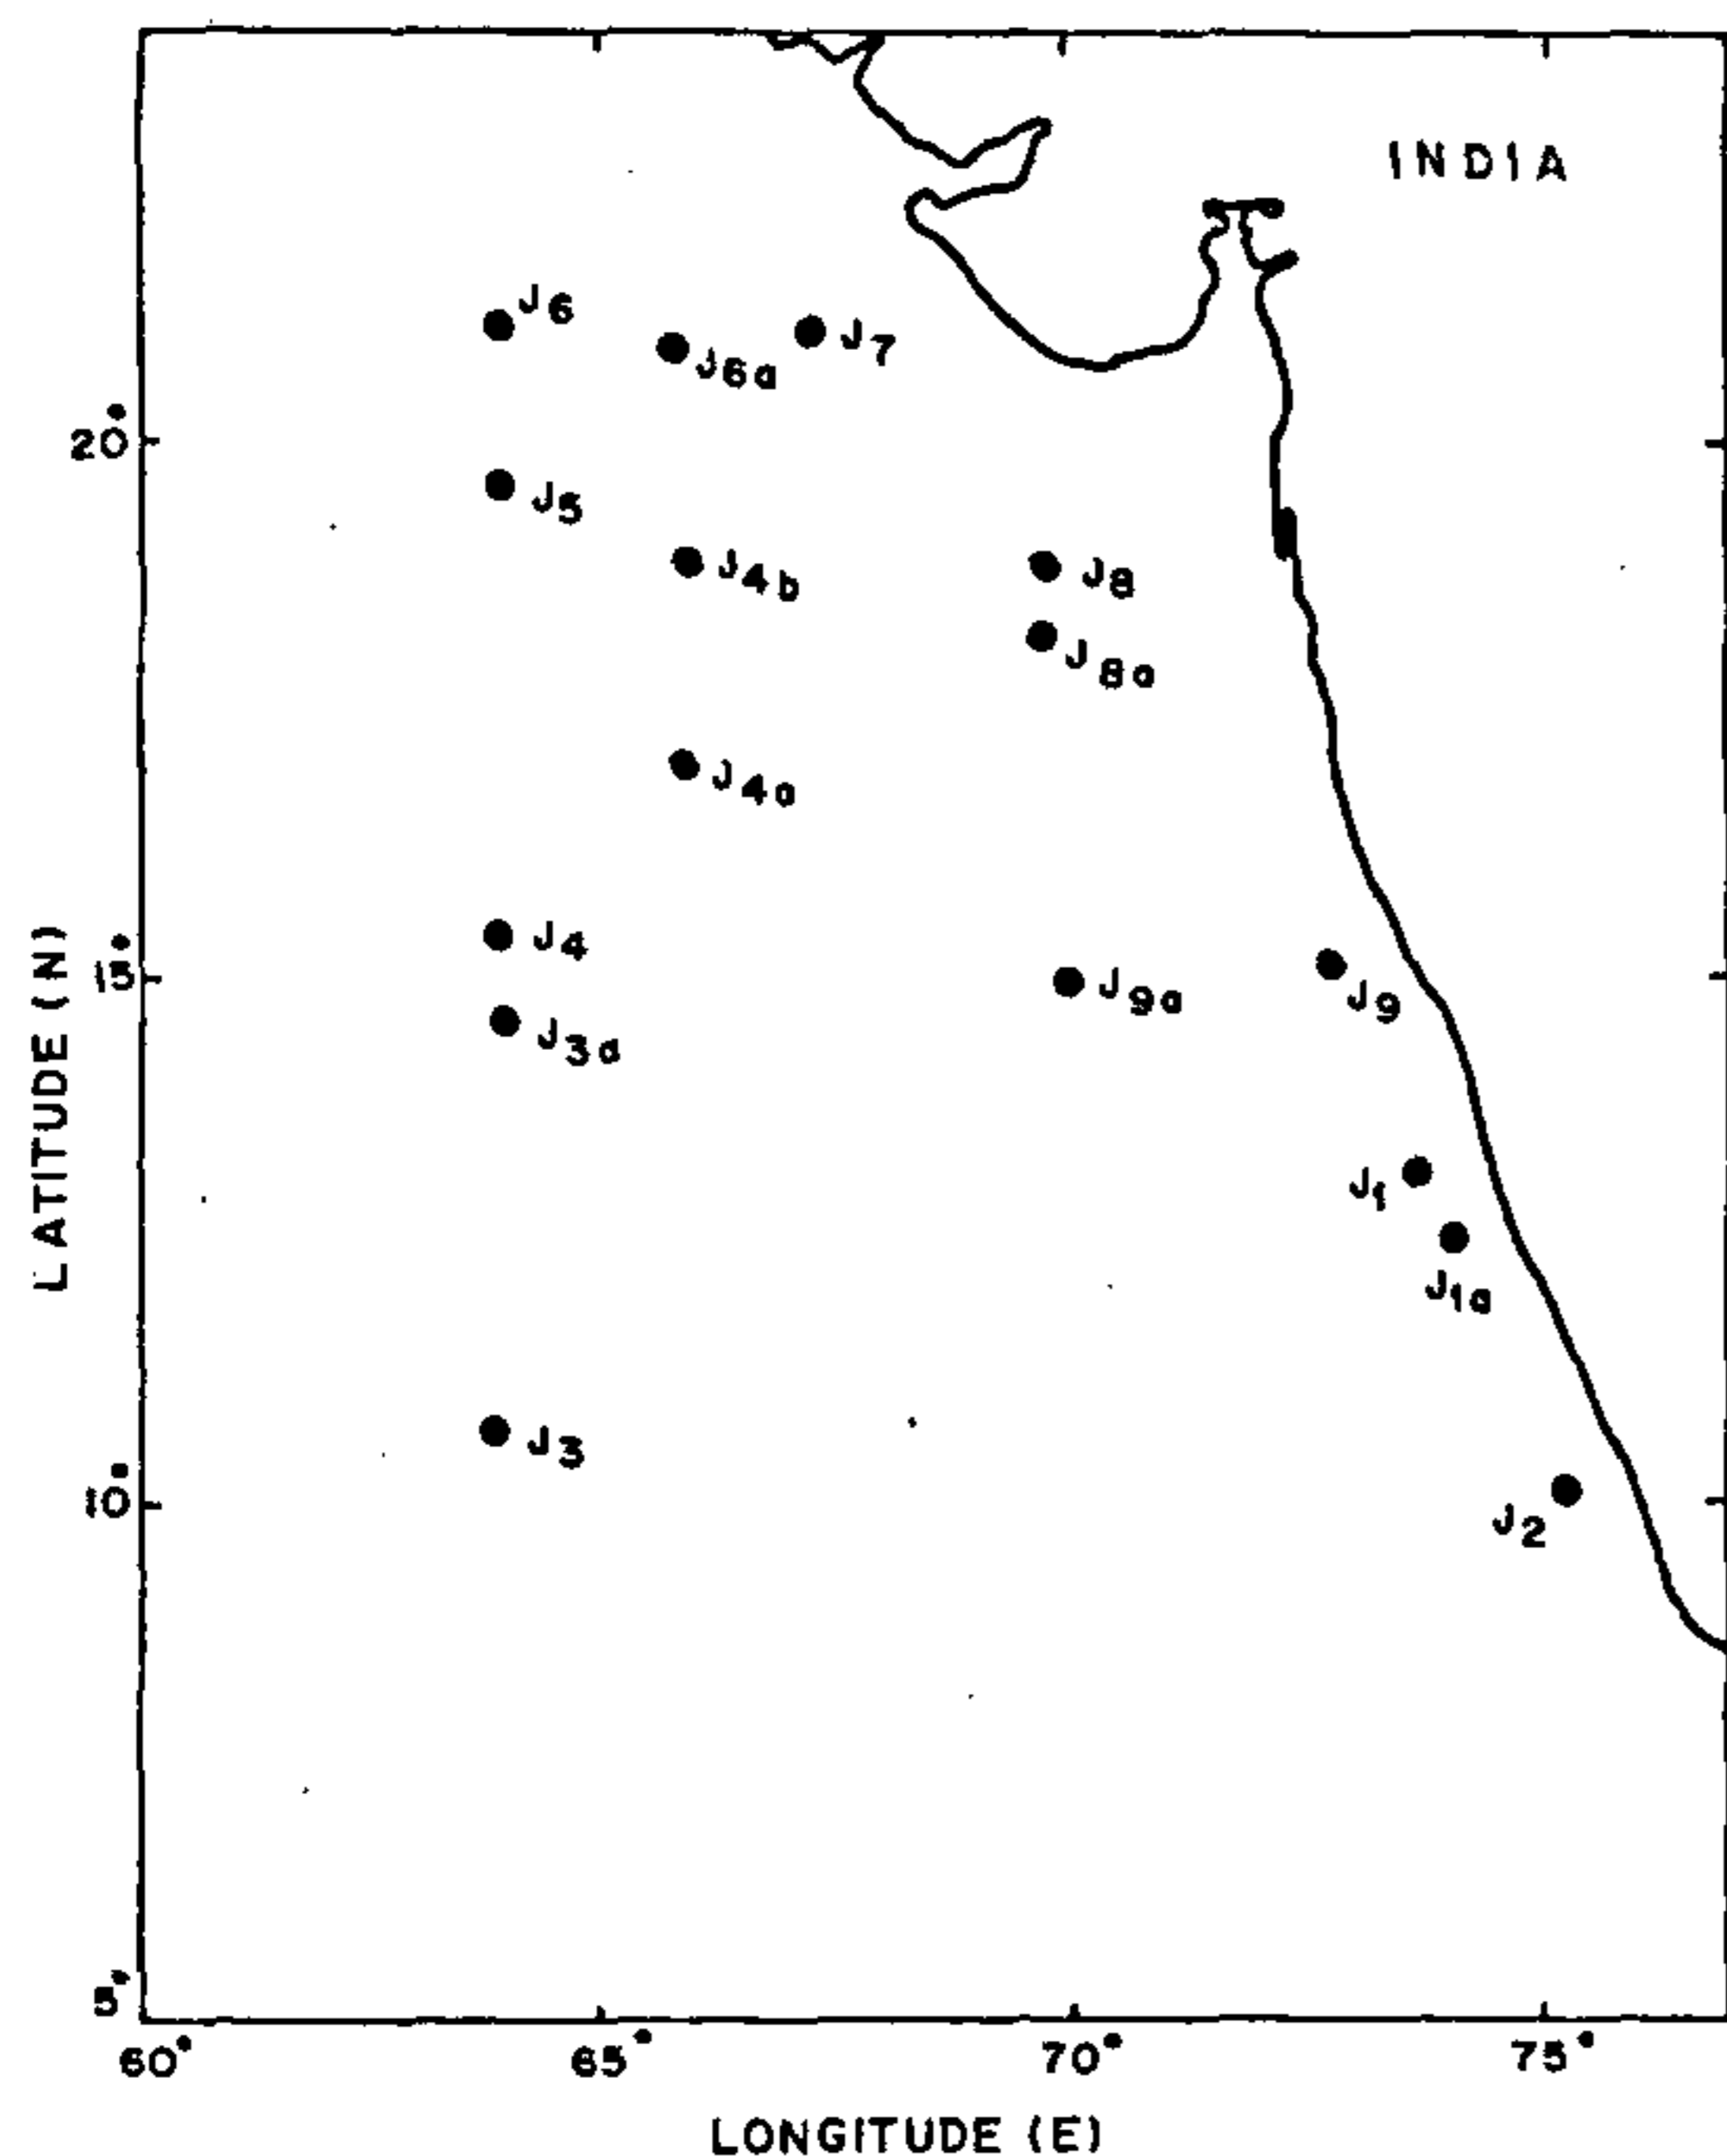 INDIA
J6
J6a
J7
20°
J5
J4b
J8
J8a
J4a
J4
15°
J9a
J9
J3a
LATITUDE (N)
J1
J1a
J3
10°
J2
5°
60° 65° 70° 75°
LONGITUDE (E)